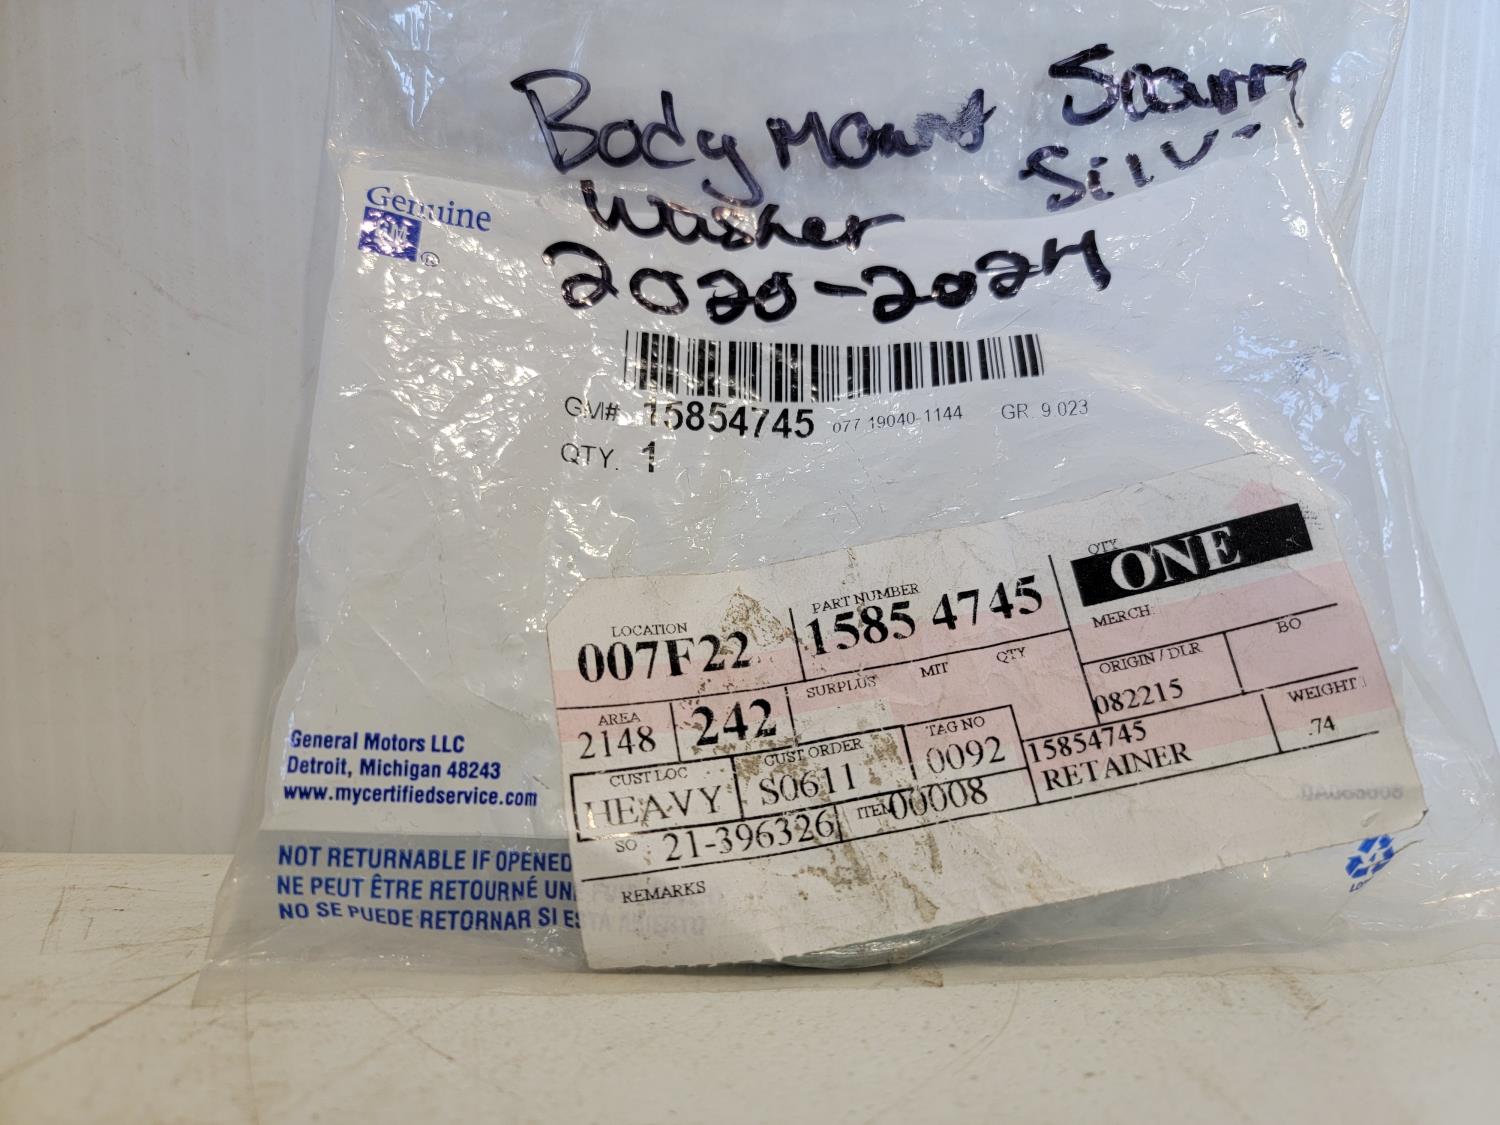 Body Mount
Washer Silv
2020-2024
Genuine
GM
GM# 15854745 077 19040-1144 GR. 9.023
QTY. 1
LOCATION PART NUMBER QTY
007F22 1585 4745 ONE
AREA SURPLUS MIT QTY MERCH:
2148 242 ORIGIN / DLR BO
082215
CUST LOC CUST ORDER TAG NO 15854745 WEIGHT
HEAVY S0611 0092 RETAINER .74
SO 21-396326 ITEM 00008
REMARKS
General Motors LLC
Detroit, Michigan 48243
www.mycertifiedservice.com
NOT RETURNABLE IF OPENED
NE PEUT ÊTRE RETOURNÉ UN
NO SE PUEDE RETORNAR SI ESTÁ ABIERTO